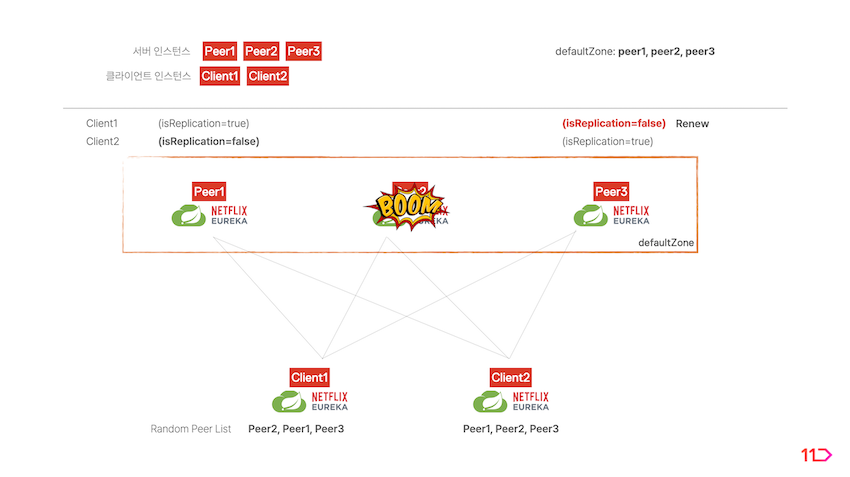 서버 인스턴스 Peer1 Peer2 Peer3
defaultZone: peer1, peer2, peer3
클라이언트 인스턴스 Client1 Client2
Client1 (isReplication=true) (isReplication=false) Renew
Client2 (isReplication=false) (isReplication=true)
Peer1
Peer3
NETFLIX
EUREKA
BOOM
NETFLIX
EUREKA
defaultZone
Client1
Client2
NETFLIX
EUREKA
NETFLIX
EUREKA
Random Peer List Peer2, Peer1, Peer3
Peer1, Peer2, Peer3
11